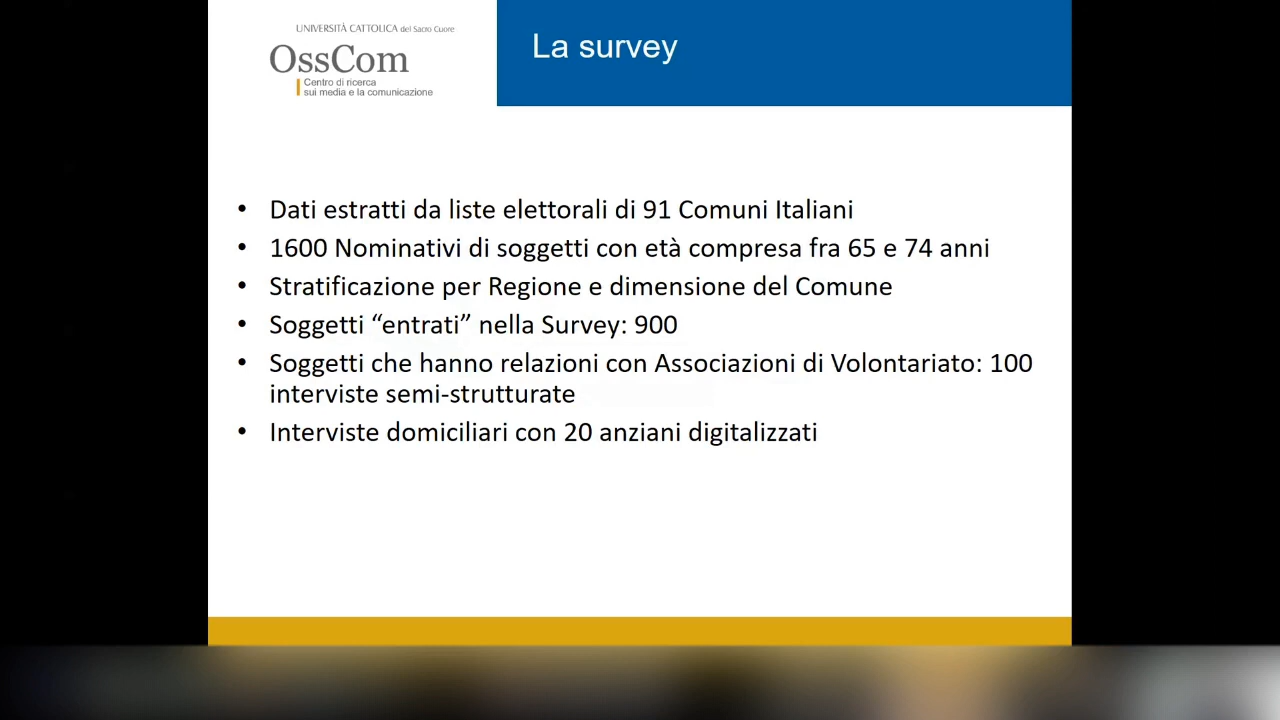 UNIVERSITÀ CATTOLICA del Sacro Cuore
OssCom
Centro di ricerca
sui media e la comunicazione
La survey
• Dati estratti da liste elettorali di 91 Comuni Italiani
• 1600 Nominativi di soggetti con età compresa fra 65 e 74 anni
• Stratificazione per Regione e dimensione del Comune
• Soggetti “entrati” nella Survey: 900
• Soggetti che hanno relazioni con Associazioni di Volontariato: 100
interviste semi-strutturate
• Interviste domiciliari con 20 anziani digitalizzati